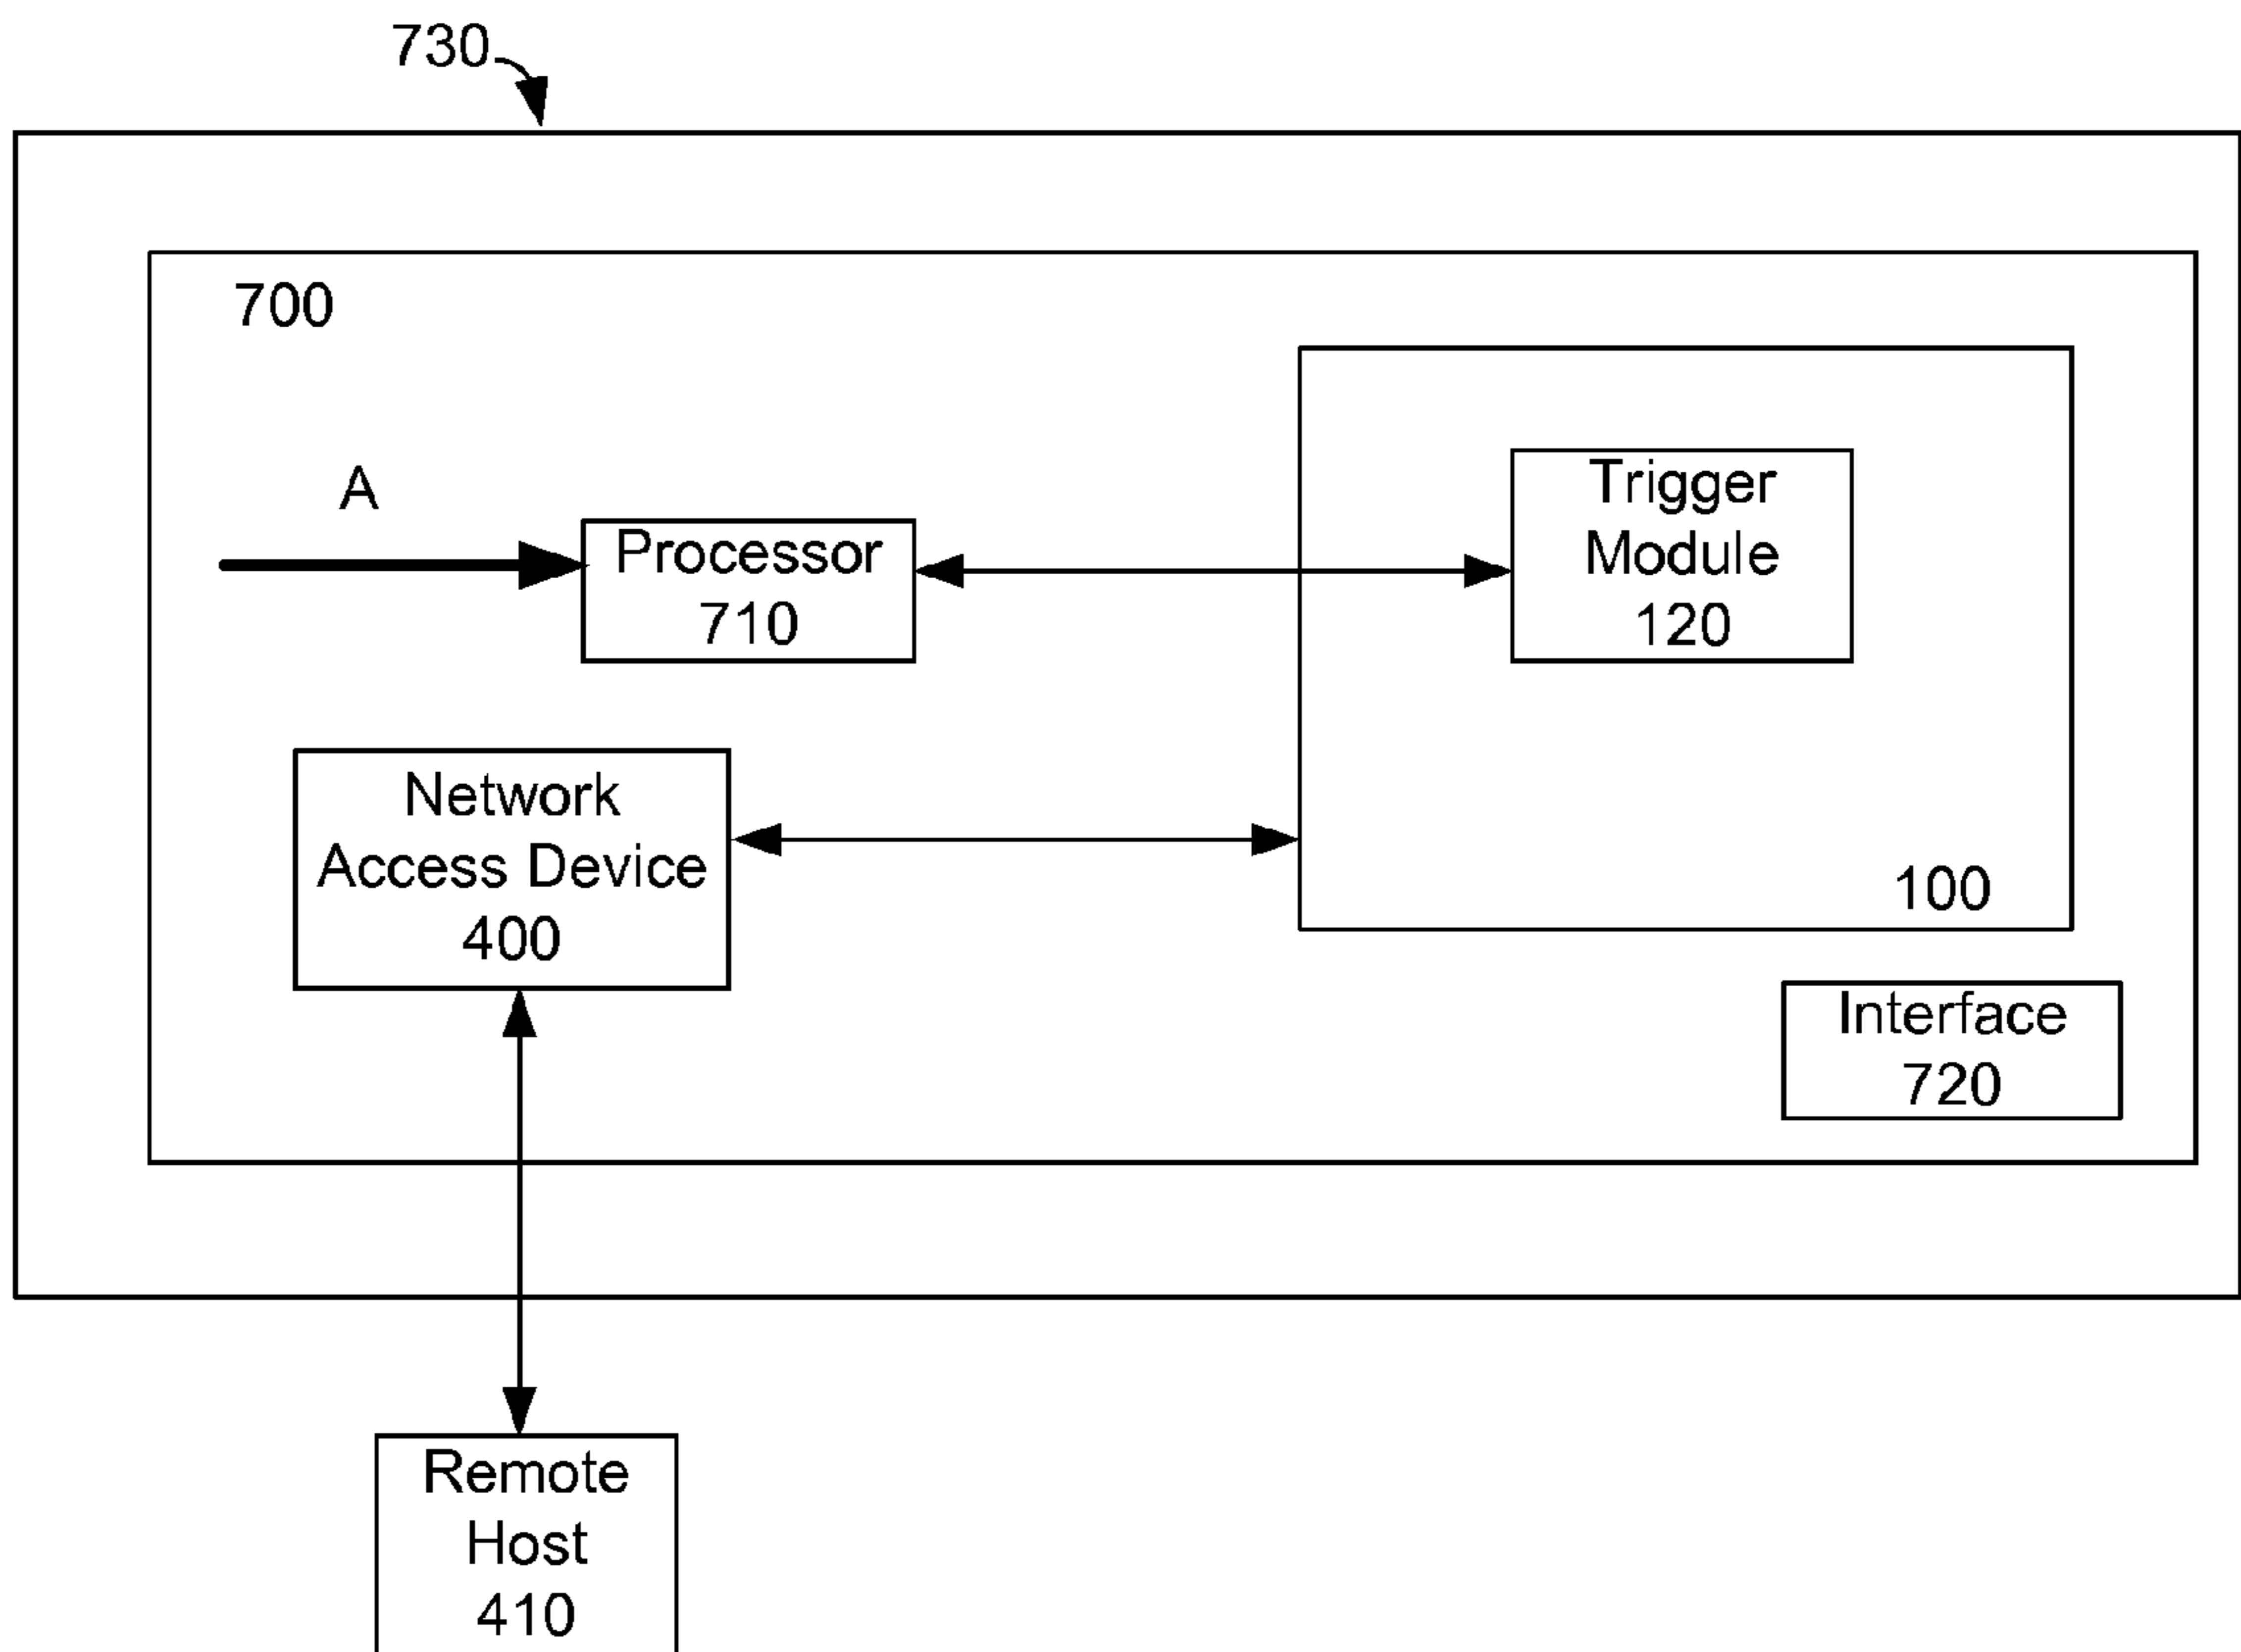 730
700
A
Processor
710
Trigger
Module
120
Network
Access Device
400
100
Interface
720
Remote
Host
410